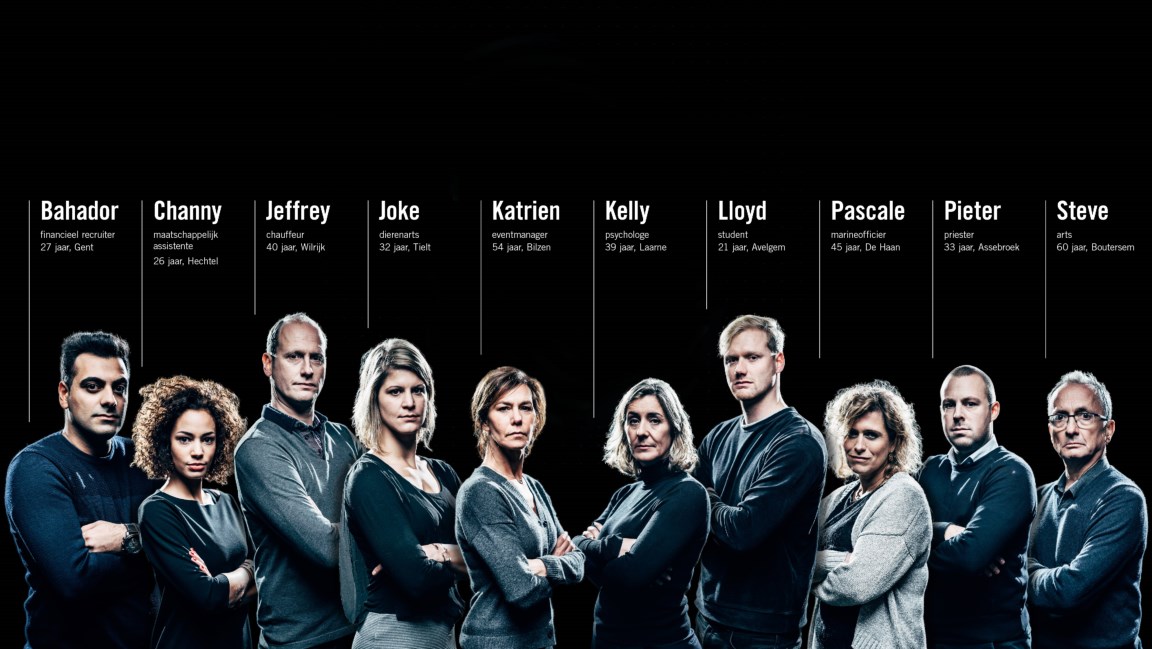 Bahador
financieel recruiter
27 jaar, Gent
Channy
maatschappelijk
assistente
26 jaar, Hechtel
Jeffrey
chauffeur
40 jaar, Wilrijk
Joke
dierenarts
32 jaar, Tielt
Katrien
eventmanager
54 jaar, Bilzen
Kelly
psychologe
39 jaar, Laarne
Lloyd
student
21 jaar, Avelgem
Pascale
marineofficier
45 jaar, De Haan
Pieter
priester
33 jaar, Assebroek
Steve
arts
60 jaar, Boutersem